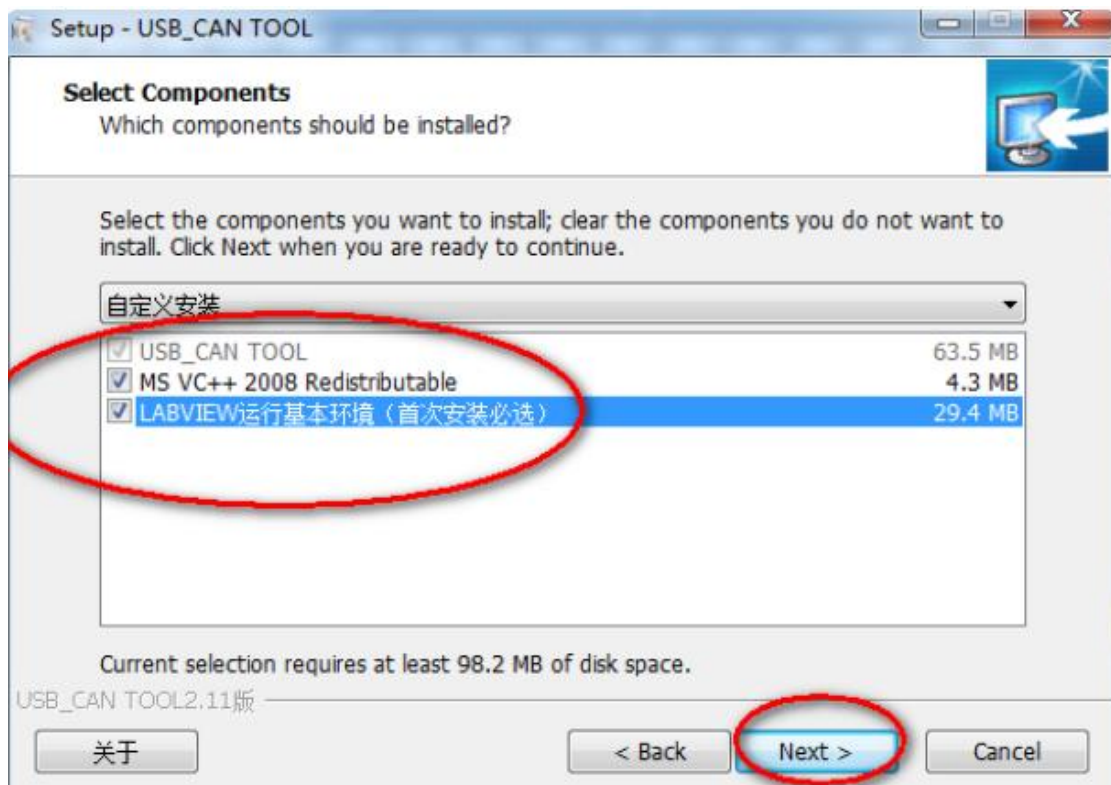 Setup - USB_CAN TOOL
Select Components
Which components should be installed?
Select the components you want to install; clear the components you do not want to
install. Click Next when you are ready to continue.
自定义安装
USB_CAN TOOL 63.5 MB
MS VC++ 2008 Redistributable 4.3 MB
LABVIEW运行基本环境（首次安装必选） 29.4 MB
Current selection requires at least 98.2 MB of disk space.
USB_CAN TOOL2.11版
关于 < Back Next > Cancel